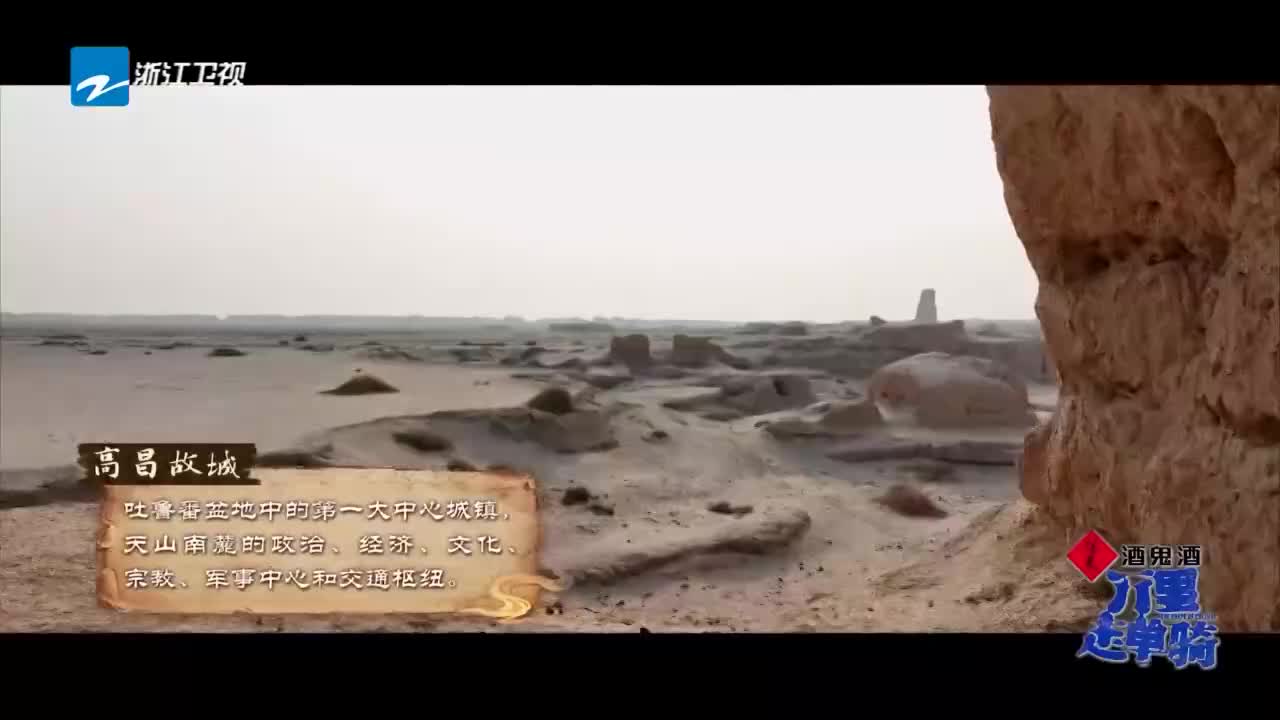 浙江卫视
高昌故城
吐鲁番盆地中的第一大中心城镇，
天山南麓的政治、经济、文化、
宗教、军事中心和交通枢纽。
酒鬼酒
万里
走单骑